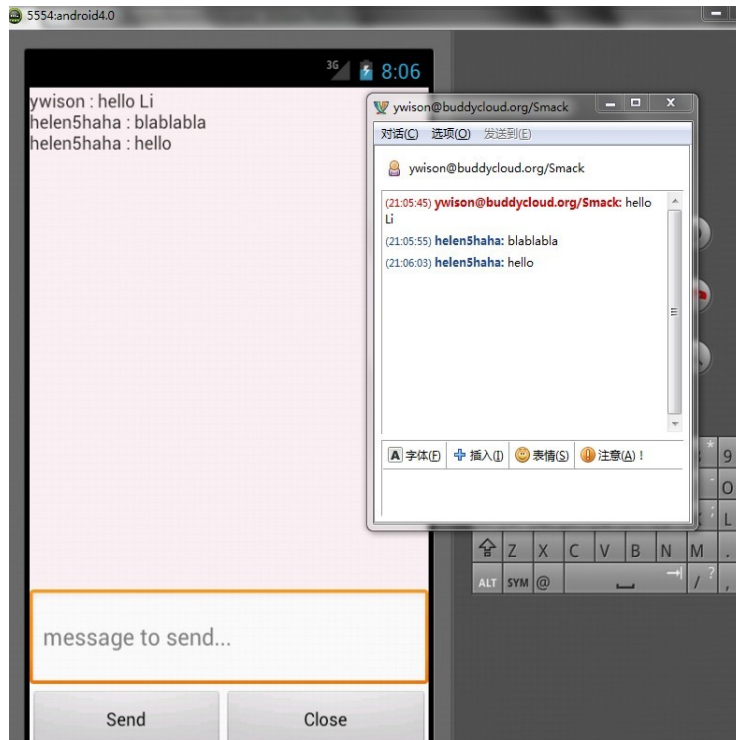 5554:android4.0
3G 8:06
ywison : hello Li
helen5haha : blablabla
helen5haha : hello
message to send...
Send Close
ywison@buddycloud.org/Smack
对话(C) 选项(O) 发送到(E)
ywison@buddycloud.org/Smack
(21:05:45) ywison@buddycloud.org/Smack: hello
Li
(21:05:55) helen5haha: blablabla
(21:06:03) helen5haha: hello
A 字体(F) 插入(I) 表情(S) 注意(A) !
9
O
L
Z X C V B N M .
ALT SYM @ / ? ,